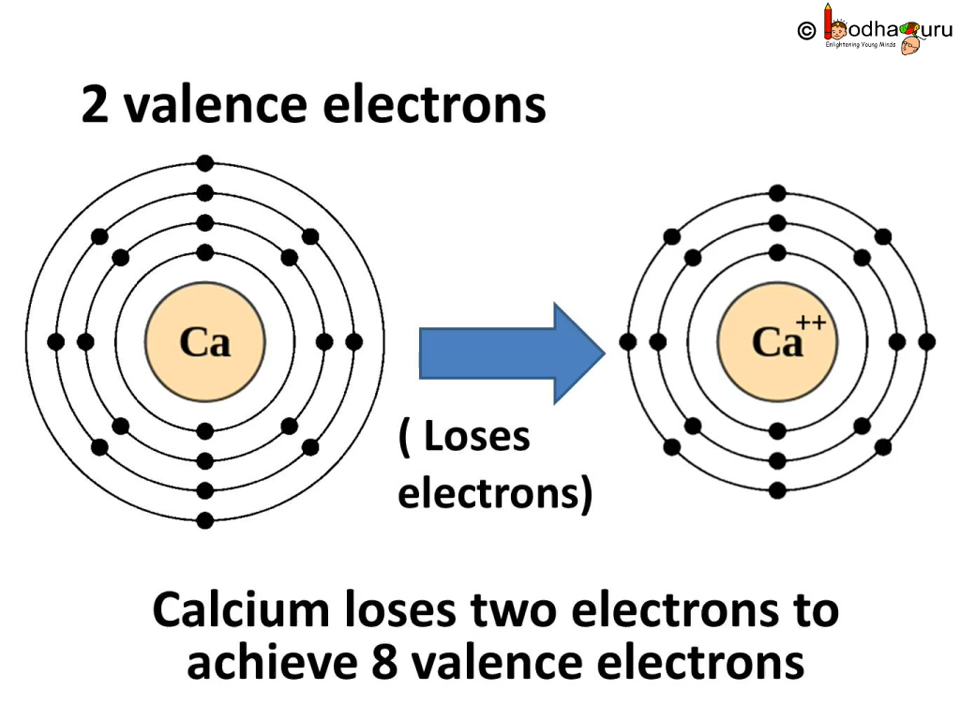 © BodhaGuru
Enlightening Young Minds
2 valence electrons
Ca
Ca++
( Loses
electrons)
Calcium loses two electrons to
achieve 8 valence electrons